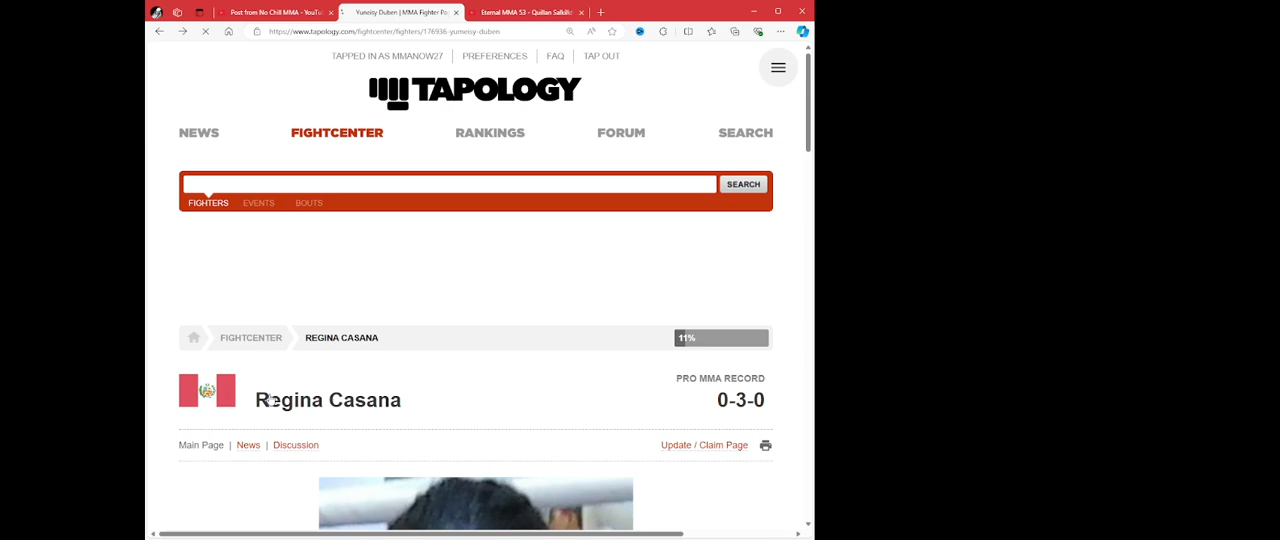 Post from No Chill MMA - YouTu
Yuneisy Duben | MMA Fighter Pa
Eternal MMA 53 - Quillan Salkilld
https://www.tapology.com/fightcenter/fighters/176936-yumeisy-duben
TAPPED IN AS MMANOW27 PREFERENCES FAQ TAP OUT
TAPOLOGY
NEWS FIGHTCENTER RANKINGS FORUM SEARCH
SEARCH
FIGHTERS EVENTS BOUTS
FIGHTCENTER REGINA CASANA 11%
PRO MMA RECORD
Regina Casana 0-3-0
Main Page | News | Discussion Update / Claim Page